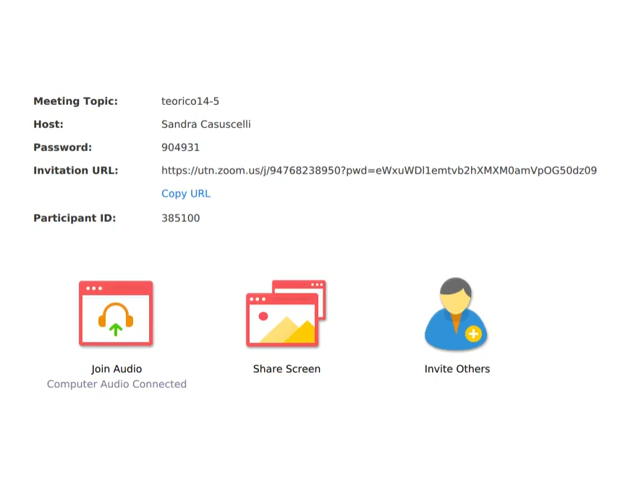 Meeting Topic: teorico14-5
Host: Sandra Casuscelli
Password: 904931
Invitation URL: https://utn.zoom.us/j/94768238950?pwd=eWxuWDl1emtvb2hXMXM0amVpOG50dz09
Copy URL
Participant ID: 385100
Join Audio
Computer Audio Connected
Share Screen
Invite Others